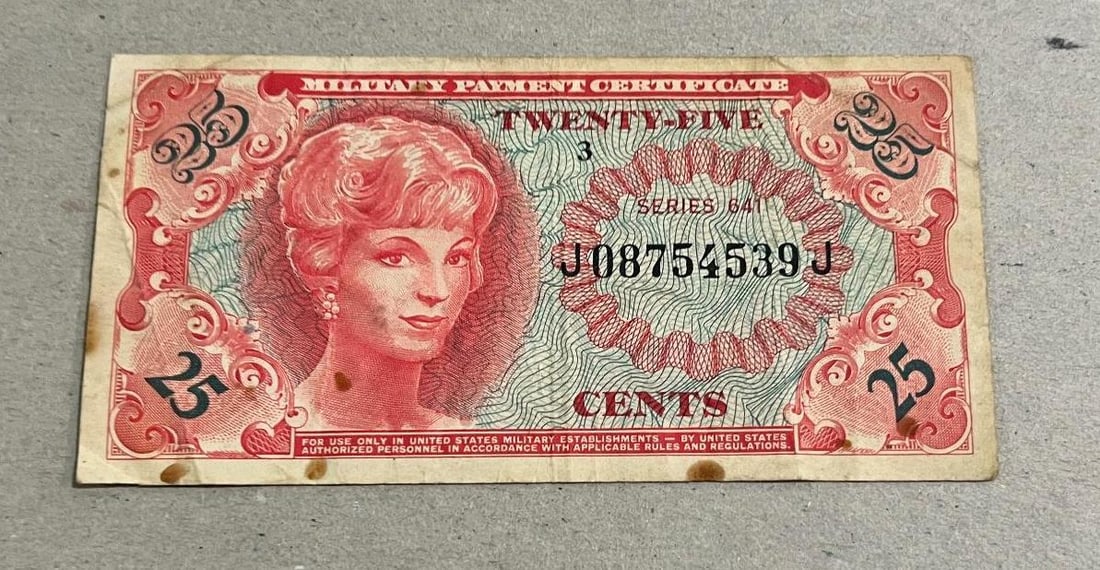 MILITARY PAYMENT CERTIFICATE
25
TWENTY-FIVE
25
3
SERIES 641
J08754539J
25
CENTS
25
FOR USE ONLY IN UNITED STATES MILITARY ESTABLISHMENTS — BY UNITED STATES
AUTHORIZED PERSONNEL IN ACCORDANCE WITH APPLICABLE RULES AND REGULATIONS.